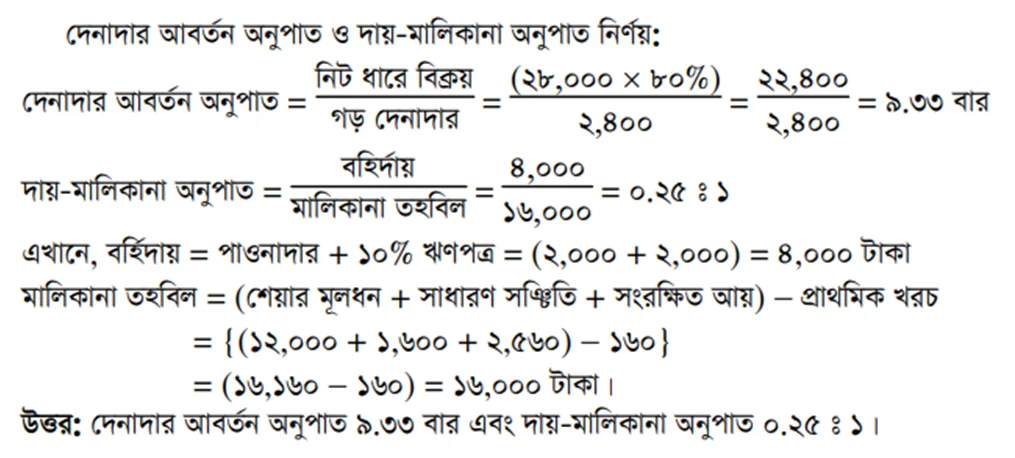 দেনাদার আবর্তন অনুপাত ও দায়-মালিকানা অনুপাত নির্ণয়:
দেনাদার আবর্তন অনুপাত = নিট ধারে বিক্রয় / গড় দেনাদার = (২৮,০০০ × ৮০%) / ২,৪০০ = ২২,৪০০ / ২,৪০০ = ৯.৩৩ বার
দায়-মালিকানা অনুপাত = বহির্দায় / মালিকানা তহবিল = ৪,০০০ / ১৬,০০০ = ০.২৫ ঃ ১
এখানে, বর্হিদায় = পাওনাদার + ১০% ঋণপত্র = (২,০০০ + ২,০০০) = ৪,০০০ টাকা
মালিকানা তহবিল = (শেয়ার মূলধন + সাধারণ সঞ্চিতি + সংরক্ষিত আয়) – প্রাথমিক খরচ
= {(১২,০০০ + ১,৬০০ + ২,৫৬০) – ১৬০}
= (১৬,১৬০ – ১৬০) = ১৬,০০০ টাকা।
উত্তর: দেনাদার আবর্তন অনুপাত ৯.৩৩ বার এবং দায়-মালিকানা অনুপাত ০.২৫ ঃ ১।